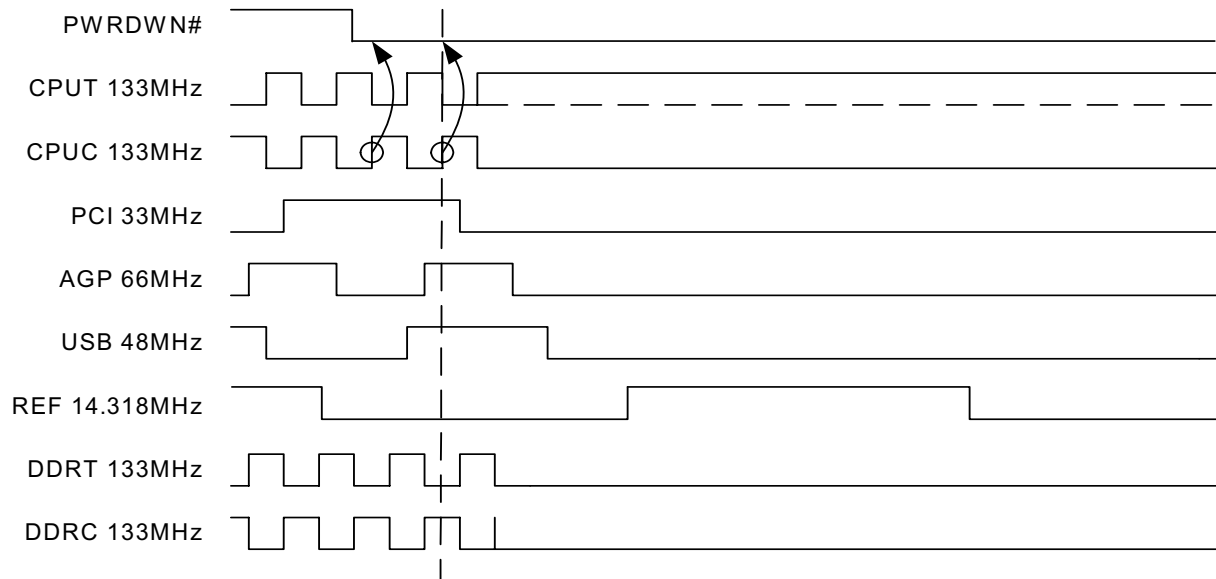 PWRDWN#
CPUT 133MHz
CPUC 133MHz
PCI 33MHz
AGP 66MHz
USB 48MHz
REF 14.318MHz
DDRT 133MHz
DDRC 133MHz